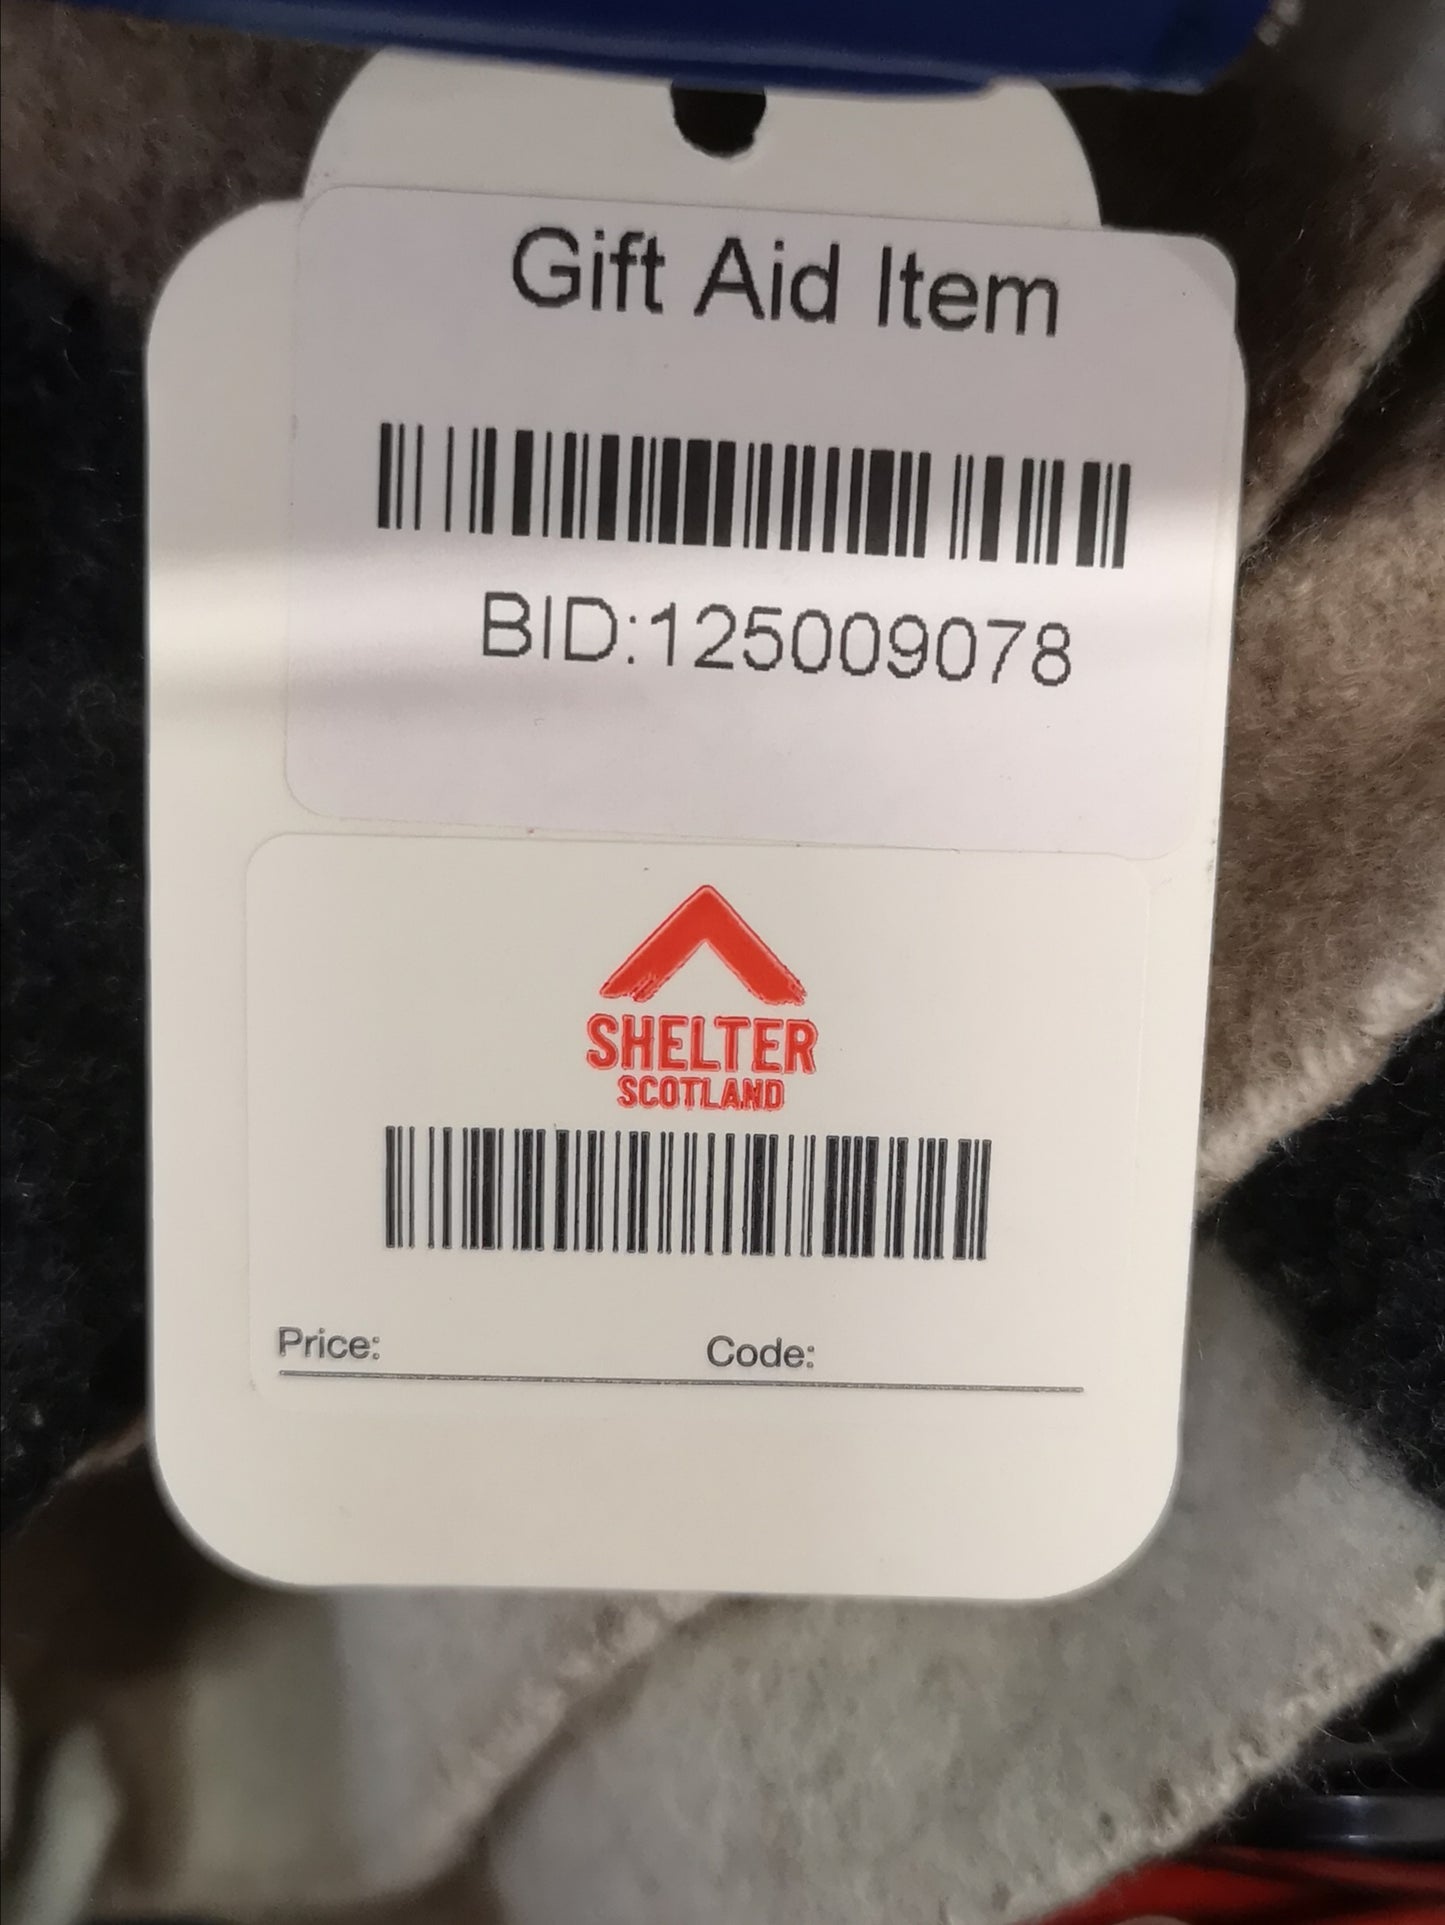 Gift Aid Item
BID:125009078
SHELTER
SCOTLAND
Price: Code: